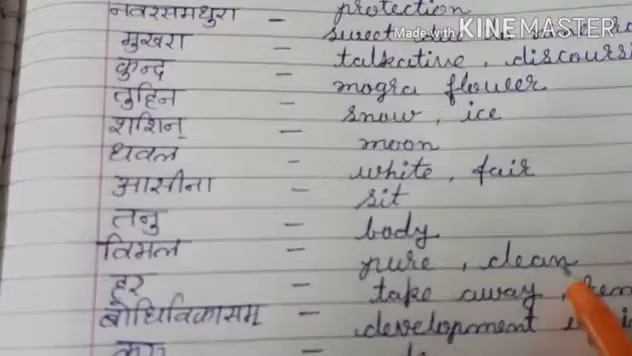 Made with KINEMASTER
नवरसमधुरा - protection
मुखरा - sweet
कुन्द - talkative,
तुहिन - mogra flower
शशिन् - snow, ice
धवल - moon
आसीना - white, fair
तनु - sit
विमल - body
हर - pure, clean
बोधिविकासम् - take away,
development